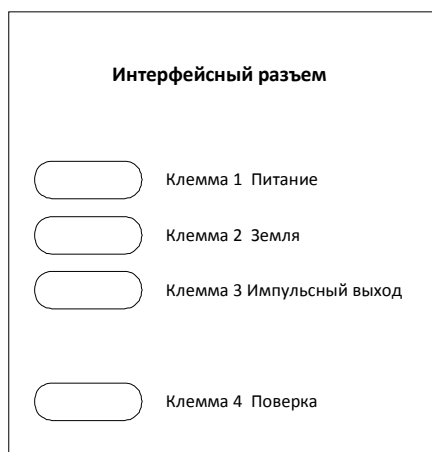 Интерфейсный разъем
Клемма 1 Питание
Клемма 2 Земля
Клемма 3 Импульсный выход
Клемма 4 Поверка